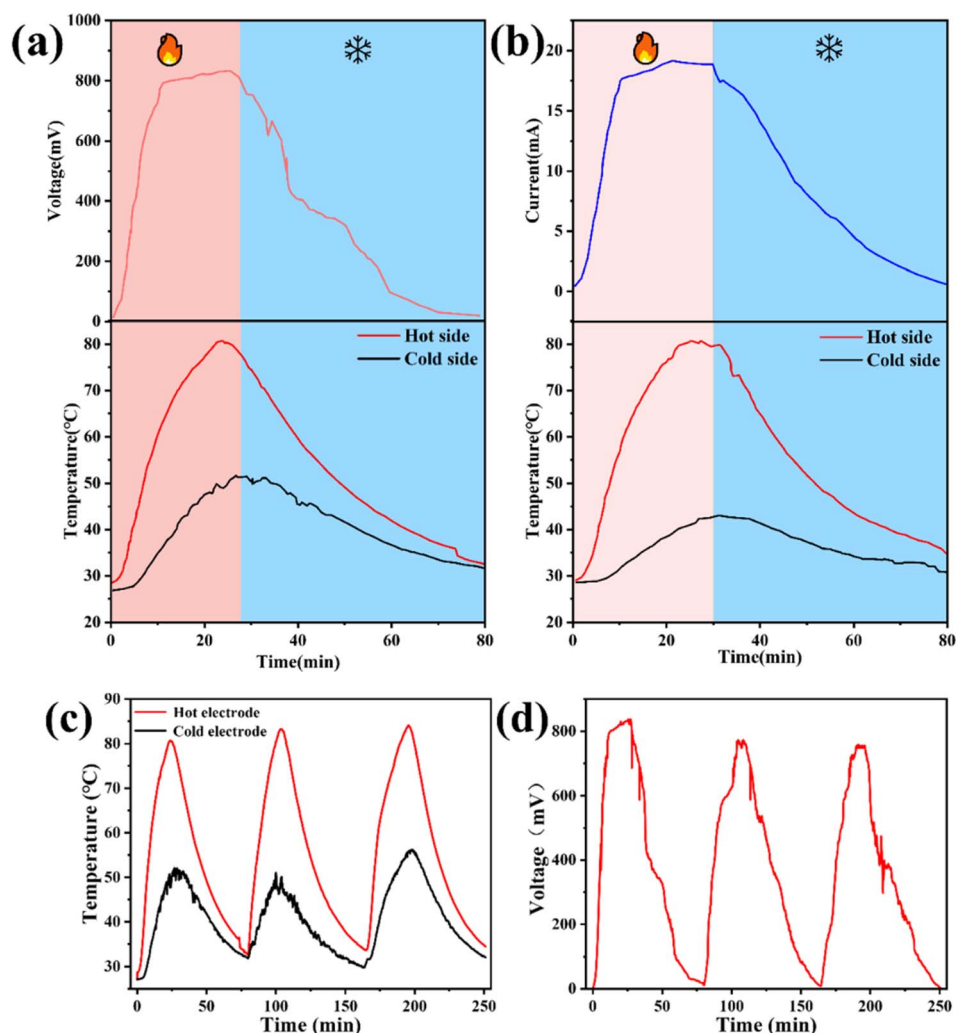 (a)
1000
800
600
400
200
0
Voltage(mV)
Hot side
Cold side
80
70
60
50
40
30
20
Temperature(℃)
0 20 40 60 80
Time(min)
(b)
20
15
10
5
0
Current(mA)
Hot side
Cold side
80
70
60
50
40
30
20
Temperature(℃)
0 20 40 60 80
Time(min)
(c)
90
80
70
60
50
40
30
Temperature (℃)
Hot electrode
Cold electrode
0 50 100 150 200 250
Time (min)
(d)
800
600
400
200
0
Voltage (mV)
0 50 100 150 200 250
Time (min)